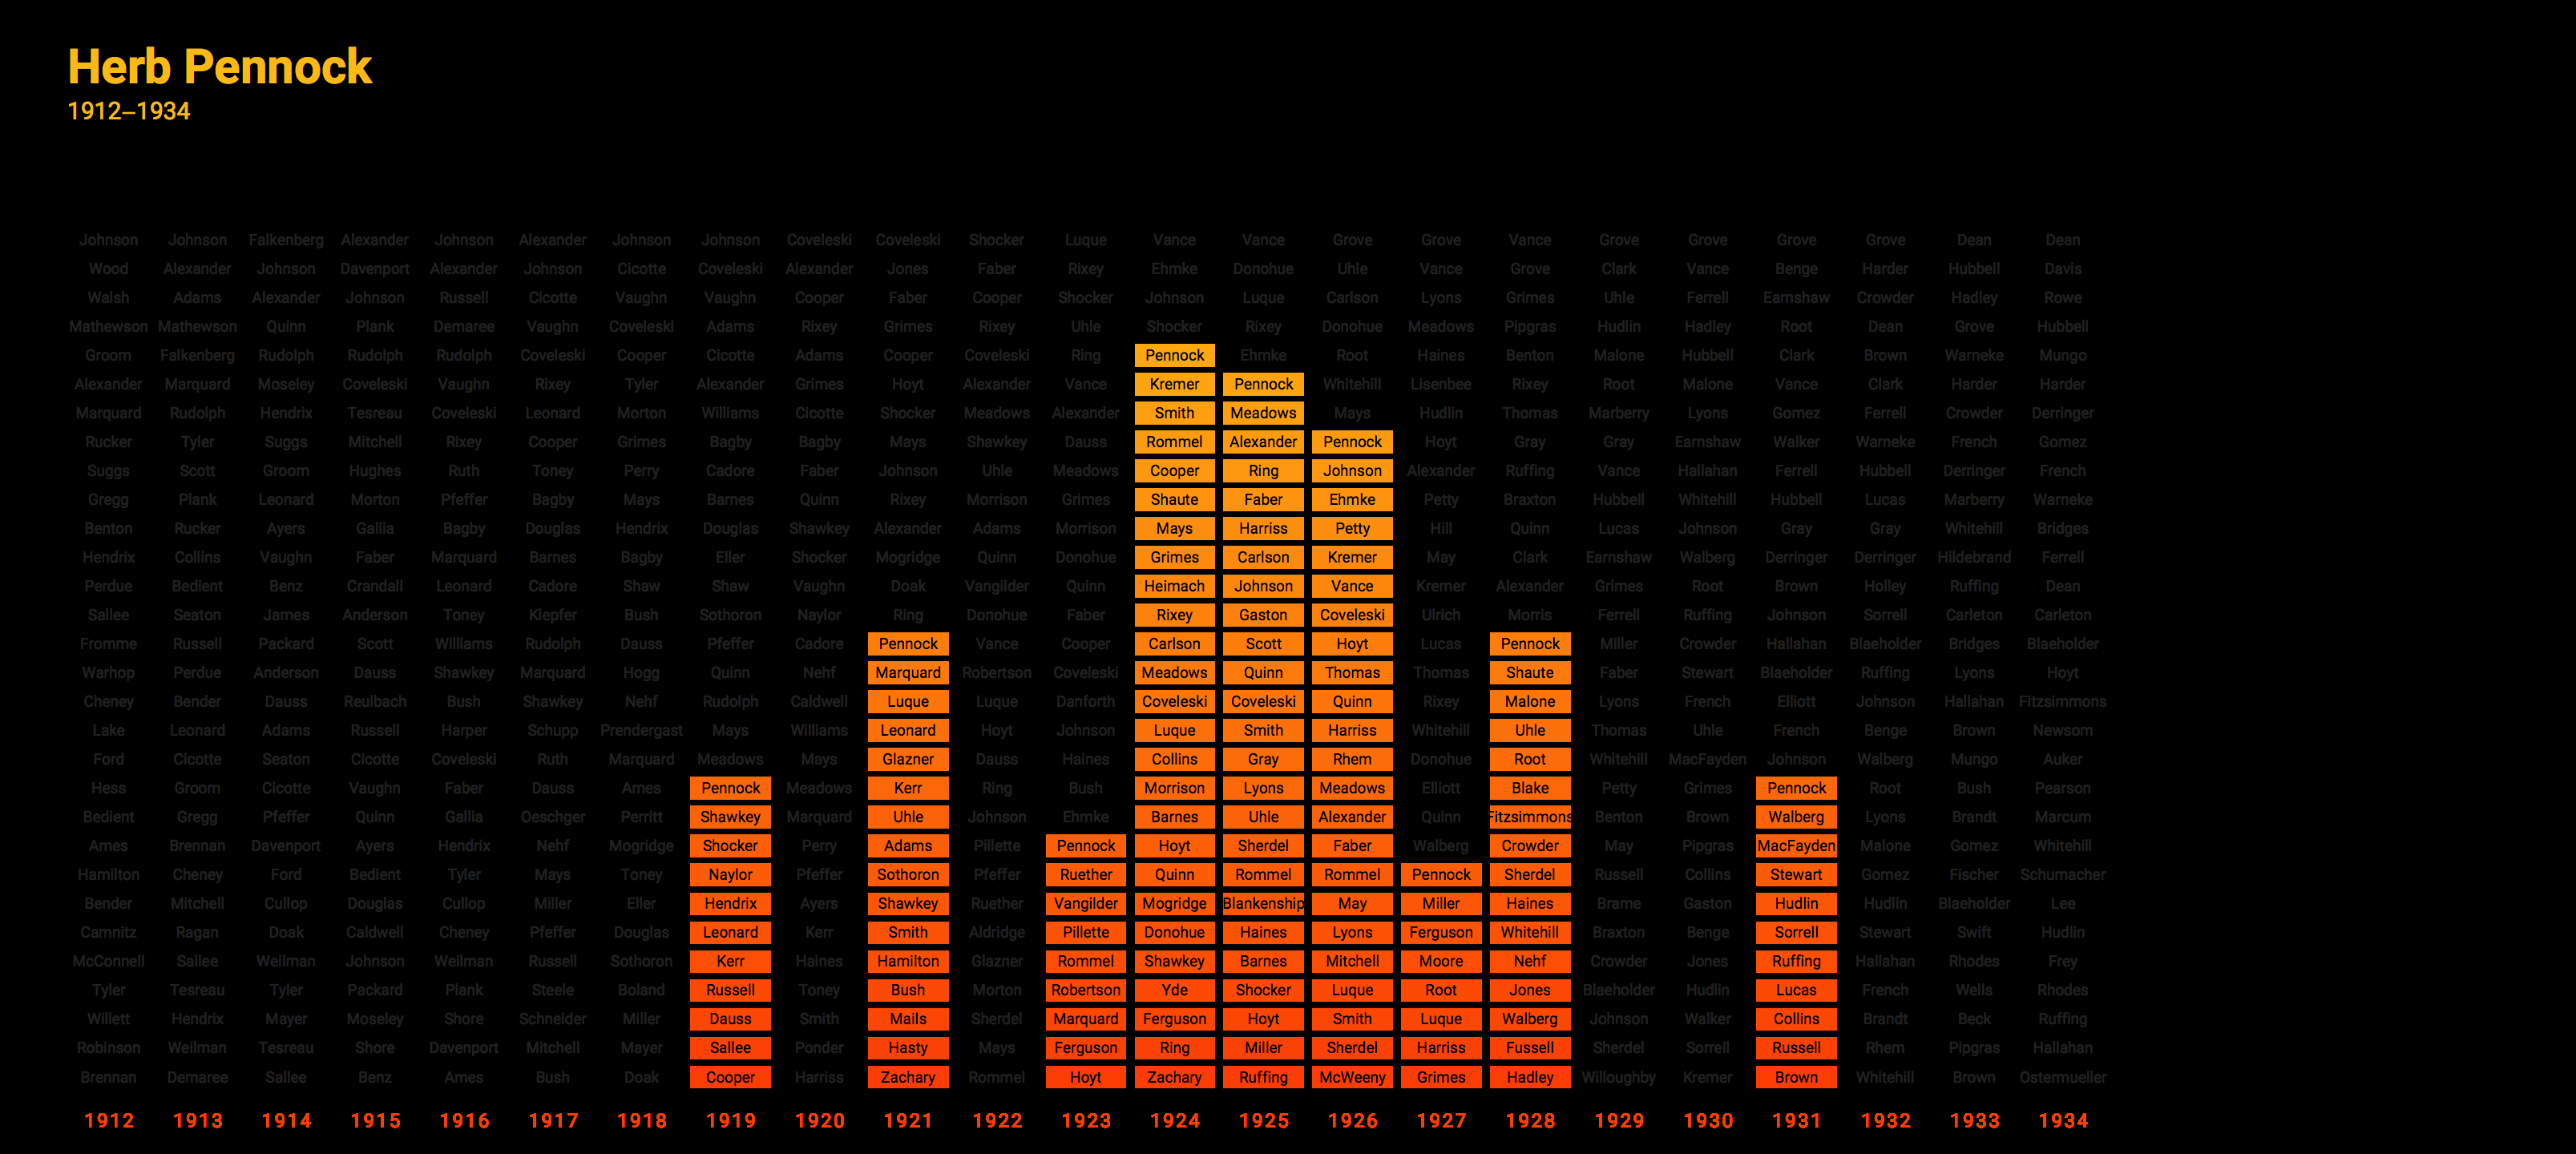 Herb Pennock
1912–1934
Johnson Johnson Falkenberg Alexander Johnson Alexander Johnson Johnson Coveleski Coveleski Shocker Luque Vance Vance Grove Grove Vance Grove Grove Grove Grove Dean Dean
Wood Alexander Johnson Davenport Alexander Johnson Cicotte Coveleski Alexander Jones Faber Rixey Ehmke Donohue Uhle Vance Grove Clark Vance Benge Harder Hubbell Davis
Walsh Adams Alexander Johnson Russell Cicotte Vaughn Vaughn Cooper Faber Cooper Shocker Johnson Luque Carlson Lyons Grimes Uhle Ferrell Earnshaw Crowder Hadley Rowe
Mathewson Mathewson Quinn Plank Demaree Vaughn Coveleski Adams Rixey Grimes Rixey Uhle Shocker Rixey Donohue Meadows Pipgras Hudlin Hadley Root Dean Grove Hubbell
Groom Falkenberg Rudolph Rudolph Rudolph Coveleski Cooper Cicotte Adams Cooper Coveleski Ring Pennock Ehmke Root Haines Benton Malone Hubbell Clark Brown Warneke Mungo
Alexander Marquard Moseley Coveleski Vaughn Rixey Tyler Alexander Grimes Hoyt Alexander Vance Kremer Pennock Whitehill Lisenbee Rixey Root Malone Vance Clark Harder Harder
Marquard Rudolph Hendrix Tesreau Coveleski Leonard Morton Williams Cicotte Shocker Meadows Alexander Smith Meadows Mays Hudlin Thomas Marberry Lyons Gomez Ferrell Crowder Derringer
Rucker Tyler Suggs Mitchell Rixey Cooper Grimes Bagby Bagby Mays Shawkey Dauss Rommel Alexander Pennock Hoyt Gray Gray Earnshaw Walker Warneke French Gomez
Suggs Scott Groom Hughes Ruth Toney Perry Cadore Faber Johnson Uhle Meadows Cooper Ring Johnson Alexander Ruffing Vance Hallahan Ferrell Hubbell Derringer French
Gregg Plank Leonard Morton Pfeffer Bagby Mays Barnes Quinn Rixey Morrison Grimes Shaute Faber Ehmke Petty Braxton Hubbell Whitehill Hubbell Lucas Marberry Warneke
Benton Rucker Ayers Gallia Bagby Douglas Hendrix Douglas Shawkey Alexander Adams Morrison Mays Harriss Petty Hill Quinn Lucas Johnson Gray Gray Whitehill Bridges
Hendrix Collins Vaughn Faber Marquard Barnes Bagby Eller Shocker Mogridge Quinn Donohue Grimes Carlson Kremer May Clark Earnshaw Walberg Derringer Derringer Hildebrand Ferrell
Perdue Bedient Benz Crandall Leonard Cadore Shaw Shaw Vaughn Doak Vangilder Quinn Heimach Johnson Vance Kremer Alexander Grimes Root Brown Holley Ruffing Dean
Sallee Seaton James Anderson Toney Klepfer Bush Sothoron Naylor Ring Donohue Faber Rixey Gaston Coveleski Ulrich Morris Ferrell Ruffing Johnson Sorrell Carleton Carleton
Fromme Russell Packard Scott Williams Rudolph Dauss Pfeffer Cadore Pennock Vance Cooper Carlson Scott Hoyt Lucas Pennock Miller Crowder Hallahan Blaeholder Bridges Blaeholder
Warhop Perdue Anderson Dauss Shawkey Marquard Hogg Quinn Nehf Marquard Robertson Coveleski Meadows Quinn Thomas Thomas Shaute Faber Stewart Blaeholder Ruffing Lyons Hoyt
Cheney Bender Dauss Reulbach Bush Shawkey Nehf Rudolph Caldwell Luque Luque Danforth Coveleski Coveleski Quinn Rixey Malone Lyons French Elliott Johnson Hallahan Fitzsimmons
Lake Leonard Adams Russell Harper Schupp Prendergast Mays Williams Leonard Hoyt Johnson Luque Smith Harriss Whitehill Uhle Thomas Uhle French Benge Brown Newsom
Ford Cicotte Seaton Cicotte Coveleski Ruth Marquard Meadows Mays Glazner Dauss Haines Collins Gray Rhem Donohue Root Whitehill MacFayden Johnson Walberg Mungo Auker
Hess Groom Cicotte Vaughn Faber Dauss Ames Pennock Meadows Kerr Ring Bush Morrison Lyons Meadows Elliott Blake Petty Grimes Pennock Root Bush Pearson
Bedient Gregg Pfeffer Quinn Gallia Oeschger Perritt Shawkey Marquard Uhle Johnson Ehmke Barnes Uhle Alexander Quinn Fitzsimmons Benton Brown Walberg Lyons Brandt Marcum
Ames Brennan Davenport Ayers Hendrix Nehf Mogridge Shocker Perry Adams Pillette Pennock Hoyt Sherdel Faber Walberg Crowder May Pipgras MacFayden Malone Gomez Whitehill
Hamilton Cheney Ford Bedient Tyler Mays Toney Naylor Pfeffer Sothoron Pfeffer Ruether Quinn Rommel Rommel Pennock Sherdel Russell Collins Stewart Gomez Fischer Schumacher
Bender Mitchell Cullop Douglas Cullop Miller Eller Hendrix Ayers Shawkey Ruether Vangilder Mogridge Blankenship May Miller Haines Brame Gaston Hudlin Hudlin Blaeholder Lee
Camnitz Ragan Doak Caldwell Cheney Pfeffer Douglas Leonard Kerr Smith Aldridge Pillette Donohue Haines Lyons Ferguson Whitehill Braxton Benge Sorrell Stewart Swift Hudlin
McConnell Sallee Weilman Johnson Weilman Russell Sothoron Kerr Haines Hamilton Glazner Rommel Shawkey Barnes Mitchell Moore Nehf Crowder Jones Ruffing Hallahan Rhodes Frey
Tyler Tesreau Tyler Packard Plank Steele Boland Russell Toney Bush Morton Robertson Yde Shocker Luque Root Jones Blaeholder Hudlin Lucas French Wells Rhodes
Willett Hendrix Mayer Moseley Shore Schneider Miller Dauss Smith Mails Sherdel Marquard Ferguson Hoyt Smith Luque Walberg Johnson Walker Collins Brandt Beck Ruffing
Robinson Weilman Tesreau Shore Davenport Mitchell Mayer Sallee Ponder Hasty Mays Ferguson Ring Miller Sherdel Harriss Fussell Sherdel Sorrell Russell Rhem Pipgras Hallahan
Brennan Demaree Sallee Benz Ames Bush Doak Cooper Harriss Zachary Rommel Hoyt Zachary Ruffing McWeeny Grimes Hadley Willoughby Kremer Brown Whitehill Brown Ostermueller
1912 1913 1914 1915 1916 1917 1918 1919 1920 1921 1922 1923 1924 1925 1926 1927 1928 1929 1930 1931 1932 1933 1934